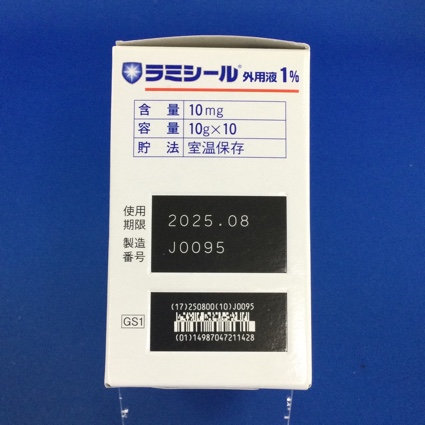 ラミシール® 外用液1%
含量 10mg
容量 10g×10
貯法 室温保存
使用期限 2025.08
製造番号 J0095
(17)250800(10)J0095
GS1
(01)14987047211428